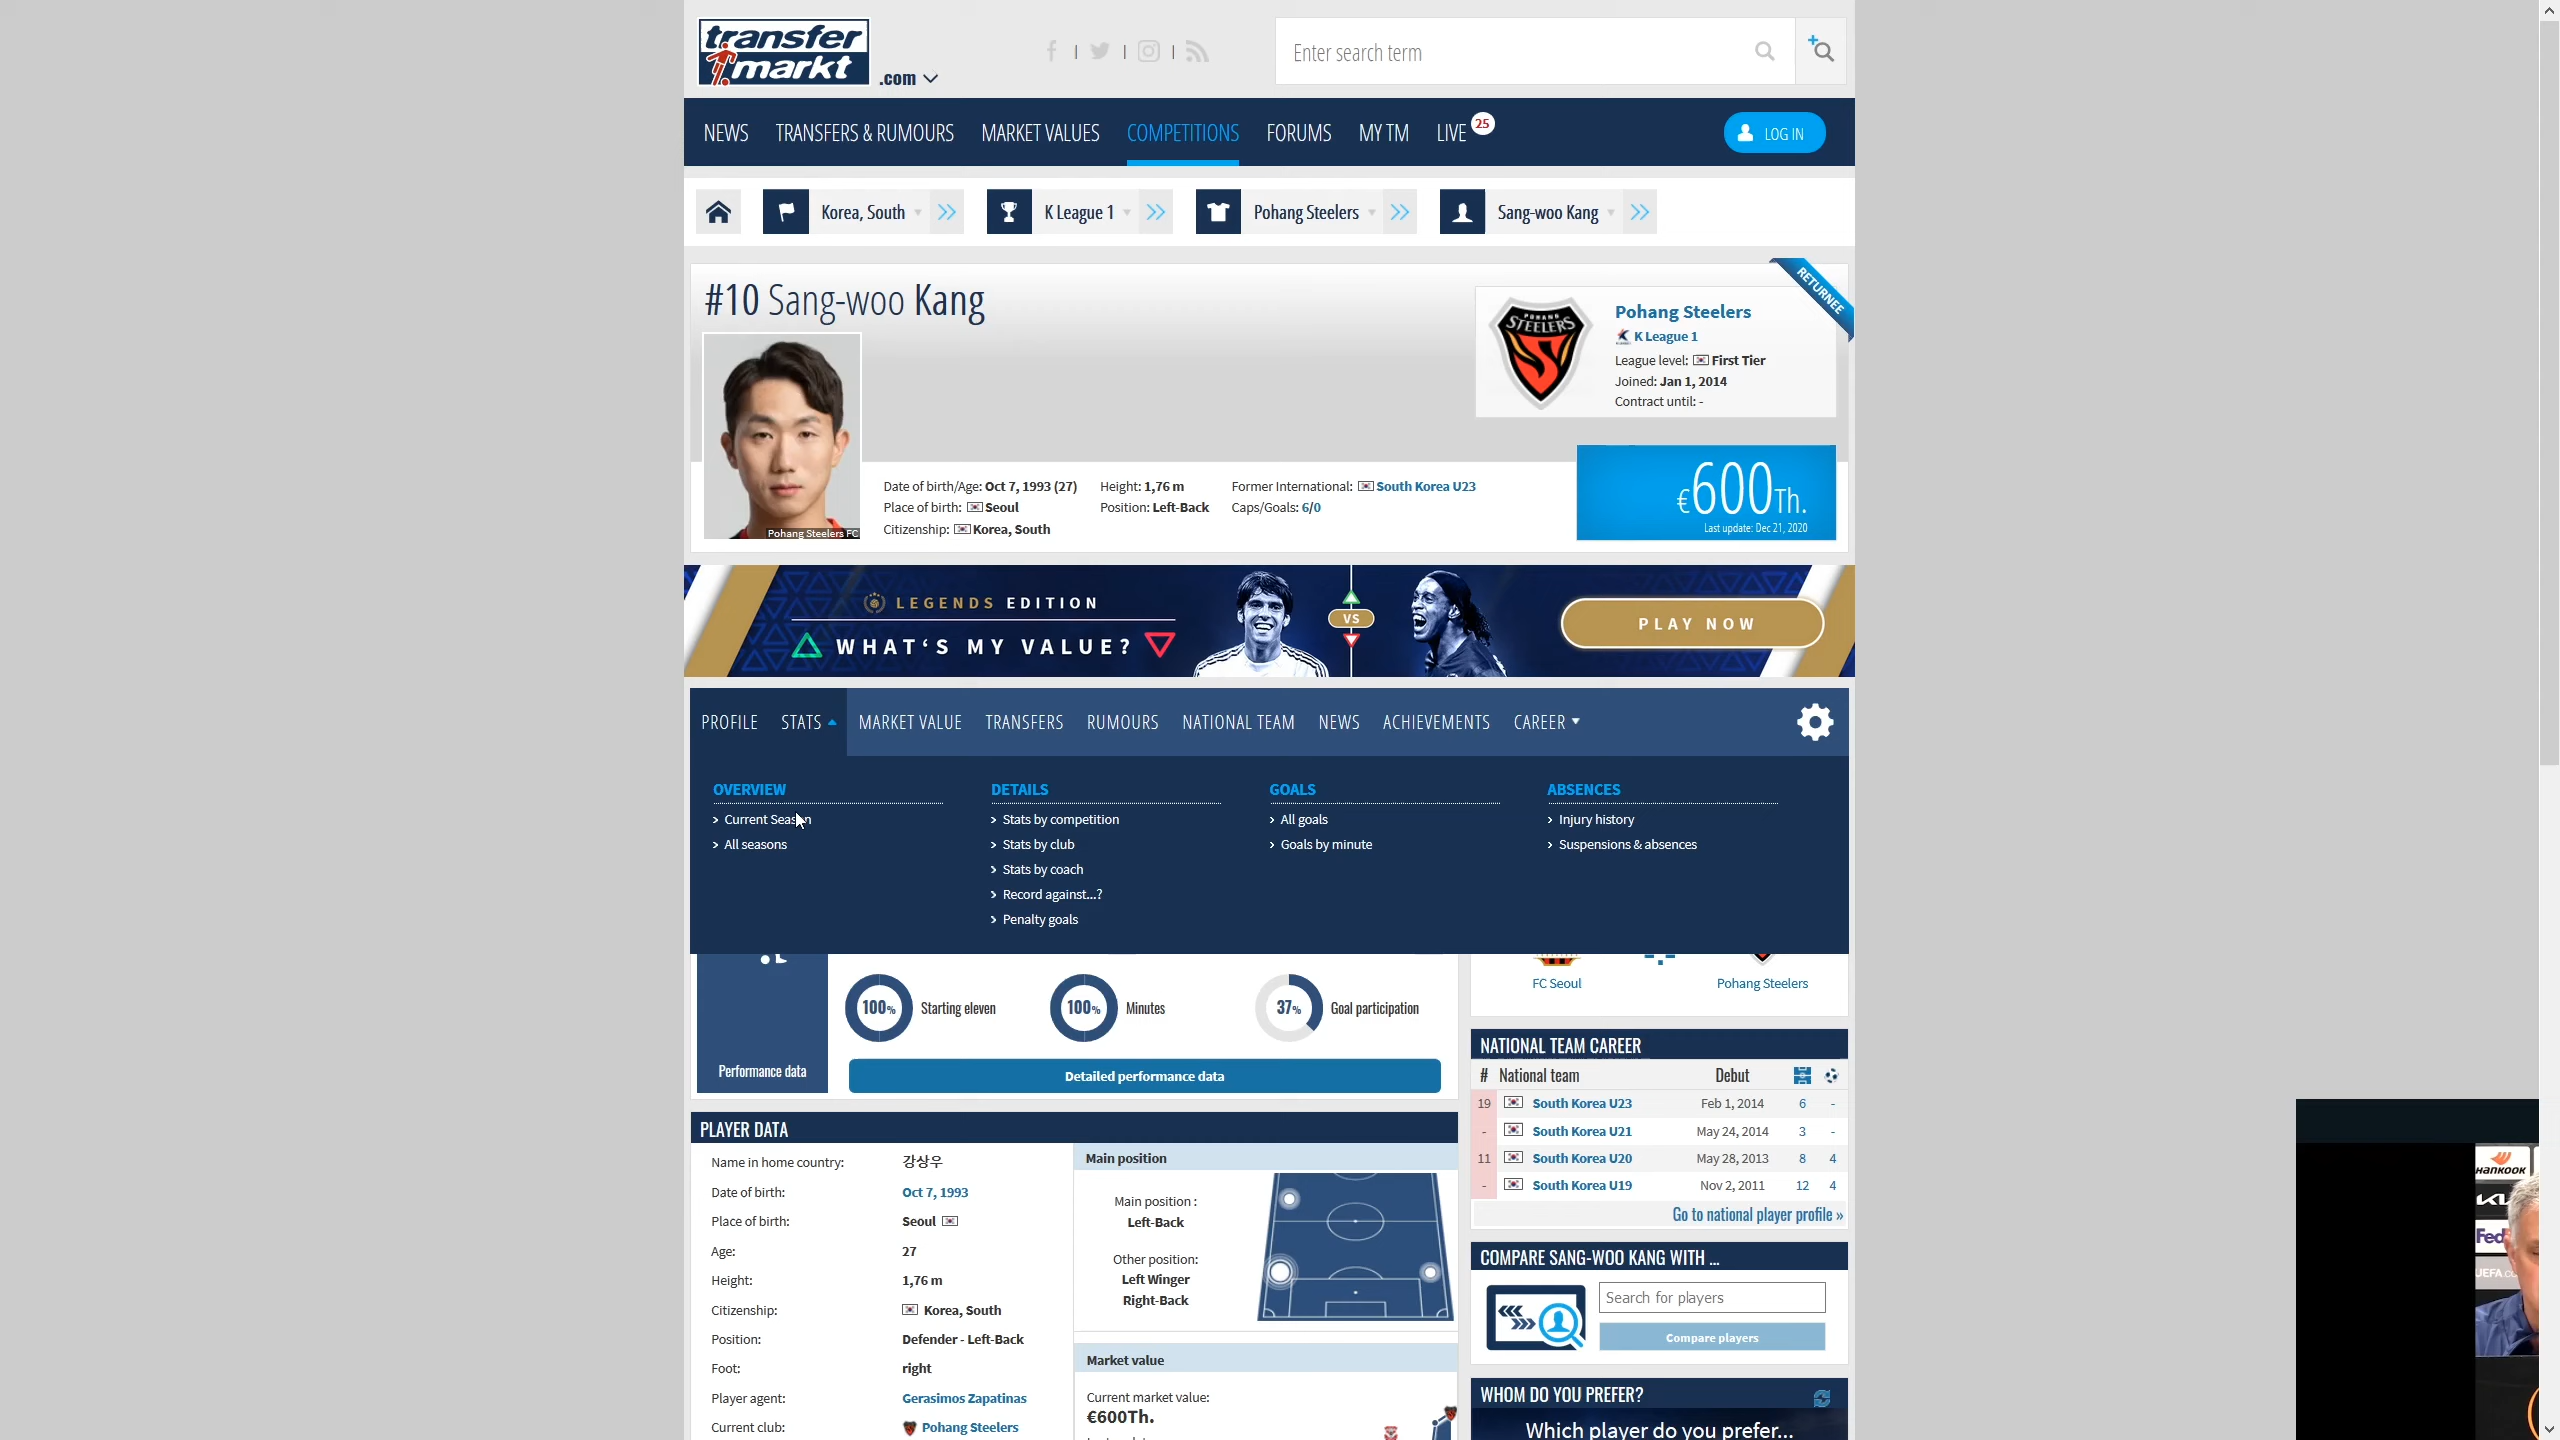 transfer
markt
.com
Enter search term
NEWS TRANSFERS & RUMOURS MARKET VALUES COMPETITIONS FORUMS MY TM LIVE 25 LOG IN
Korea, South K League 1 Pohang Steelers Sang-woo Kang
#10 Sang-woo Kang
RETURNEE
POHANG
STEELERS
Pohang Steelers
K League 1
League level: First Tier
Joined: Jan 1, 2014
Contract until: -
Pohang Steelers FC
Date of birth/Age: Oct 7, 1993 (27) Height: 1,76 m Former International: South Korea U23
Place of birth: Seoul Position: Left-Back Caps/Goals: 6/0
Citizenship: Korea, South
€600Th.
Last update: Dec 21, 2020
LEGENDS EDITION
WHAT'S MY VALUE?
VS
PLAY NOW
PROFILE STATS MARKET VALUE TRANSFERS RUMOURS NATIONAL TEAM NEWS ACHIEVEMENTS CAREER
OVERVIEW DETAILS GOALS ABSENCES
Current Season Stats by competition All goals Injury history
All seasons Stats by club Goals by minute Suspensions & absences
Stats by coach
Record against...?
Penalty goals
FC Seoul Pohang Steelers
100% Starting eleven 100% Minutes 37% Goal participation
Performance data
Detailed performance data
NATIONAL TEAM CAREER
# National team Debut
19 South Korea U23 Feb 1, 2014 6 -
- South Korea U21 May 24, 2014 3 -
11 South Korea U20 May 28, 2013 8 4
- South Korea U19 Nov 2, 2011 12 4
Go to national player profile »
PLAYER DATA
Name in home country: 강상우
Date of birth: Oct 7, 1993
Place of birth: Seoul
Age: 27
Height: 1,76 m
Citizenship: Korea, South
Position: Defender - Left-Back
Foot: right
Player agent: Gerasimos Zapatinas
Current club: Pohang Steelers
Main position
Main position :
Left-Back
Other position:
Left Winger
Right-Back
Market value
Current market value:
€600Th.
COMPARE SANG-WOO KANG WITH ...
Search for players
Compare players
WHOM DO YOU PREFER?
Which player do you prefer...
HANKOOK
FedE
UEFA.co